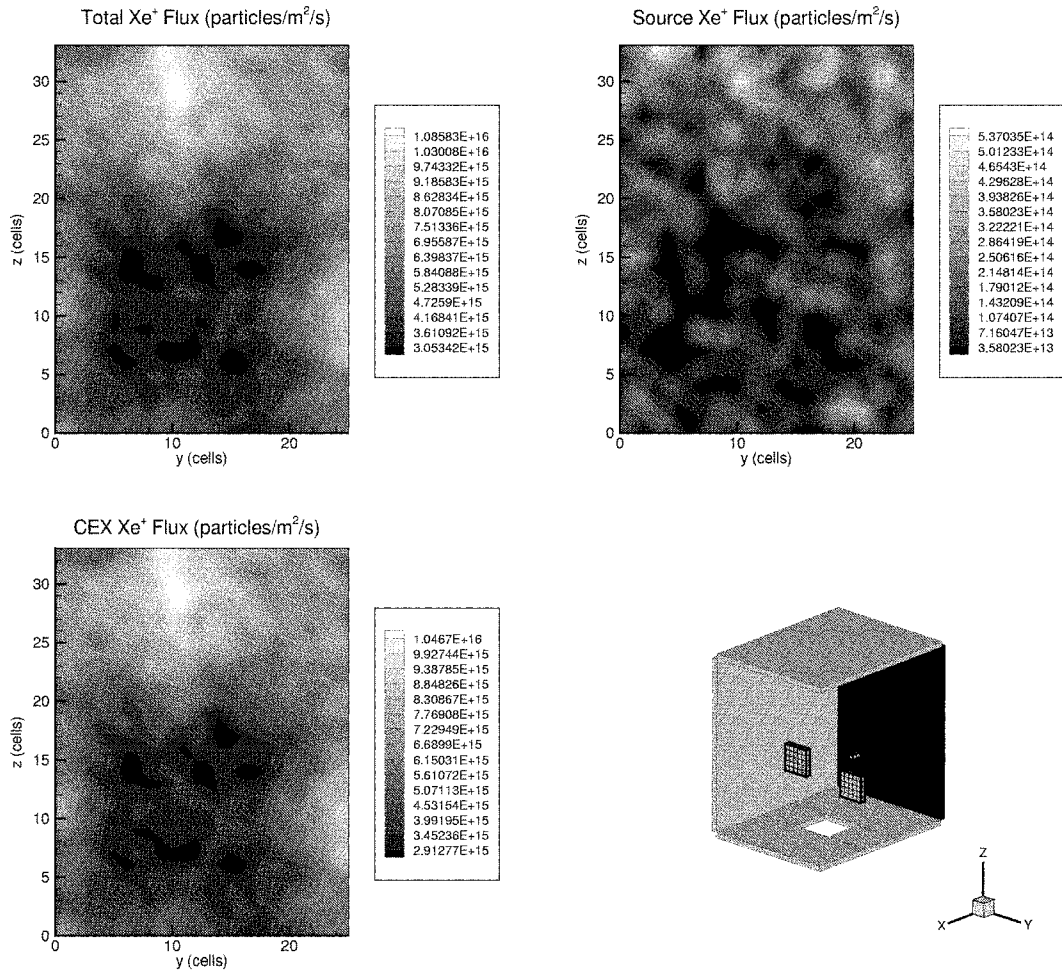 Total Xe⁺ Flux (particles/m²/s)
30
25
20
15
10
5
0
z (cells)
0
10
20
y (cells)
1.08583E+16
1.03008E+16
9.74332E+15
9.18583E+15
8.62834E+15
8.07085E+15
7.51336E+15
6.95587E+15
6.39837E+15
5.84088E+15
5.28339E+15
4.7259E+15
4.16841E+15
3.61092E+15
3.05342E+15
Source Xe⁺ Flux (particles/m²/s)
30
25
20
15
10
5
0
z (cells)
0
10
20
y (cells)
5.37035E+14
5.01233E+14
4.6543E+14
4.29628E+14
3.93826E+14
3.58023E+14
3.22221E+14
2.86419E+14
2.50616E+14
2.14814E+14
1.79012E+14
1.43209E+14
1.07407E+14
7.16047E+13
3.58023E+13
CEX Xe⁺ Flux (particles/m²/s)
30
25
20
15
10
5
0
z (cells)
0
10
20
y (cells)
1.0467E+16
9.92744E+15
9.38785E+15
8.84826E+15
8.30867E+15
7.76908E+15
7.22949E+15
6.6899E+15
6.15031E+15
5.61072E+15
5.07113E+15
4.53154E+15
3.99195E+15
3.45236E+15
2.91277E+15
Z
X
Y